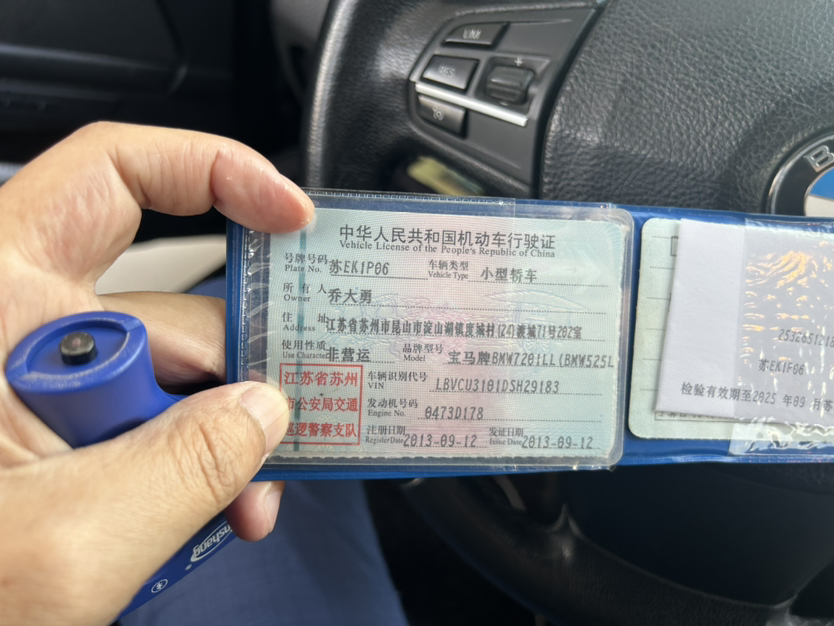 VOL
RES
中华人民共和国机动车行驶证
Vehicle License of the People's Republic of China
号牌号码 苏EK1P06 车辆类型 小型轿车
Plate No. Vehicle Type
所有人 乔大勇
Owner
住址 江苏省苏州市昆山市淀山湖镇度城村(24)渡城71号202室
Address
使用性质 非营运 品牌型号 宝马牌BMW7201LL(BMW525L
Use Character Model
江苏省苏州
市公安局交通
巡逻警察支队
车辆识别代号 LBVCU3101DSH29183
VIN
发动机号码 0473D178
Engine No.
注册日期 2013-09-12 发证日期 2013-09-12
Register Date Issue Date
苏EK1F06
检验有效期至2025 年09 月苏
B
nshang